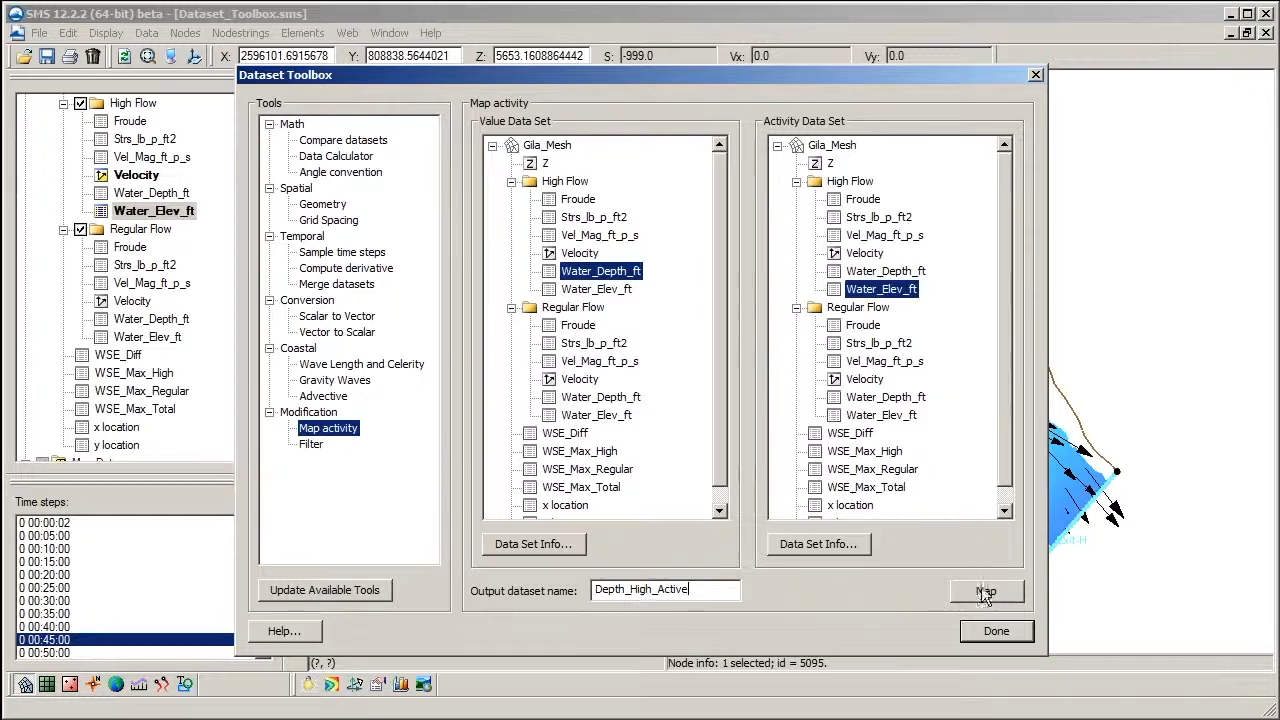 SMS 12.2.2 (64-bit) beta - [Dataset_Toolbox.sms]
File Edit Display Data Nodes Nodestrings Elements Web Window Help
X: 2596101.6915678 Y: 808838.5644021 Z: 5653.1608864442 S: -999.0 Vx: 0.0 Vy: 0.0
High Flow
Froude
Strs_lb_p_ft2
Vel_Mag_ft_p_s
Velocity
Water_Depth_ft
Water_Elev_ft
Regular Flow
Froude
Strs_lb_p_ft2
Vel_Mag_ft_p_s
Velocity
Water_Depth_ft
Water_Elev_ft
WSE_Diff
WSE_Max_High
WSE_Max_Regular
WSE_Max_Total
x location
y location
Time steps:
0 00:00:02
0 00:05:00
0 00:10:00
0 00:15:00
0 00:20:00
0 00:25:00
0 00:30:00
0 00:35:00
0 00:40:00
0 00:45:00
0 00:50:00
Dataset Toolbox
Tools
Math
Compare datasets
Data Calculator
Angle convention
Spatial
Geometry
Grid Spacing
Temporal
Sample time steps
Compute derivative
Merge datasets
Conversion
Scalar to Vector
Vector to Scalar
Coastal
Wave Length and Celerity
Gravity Waves
Advective
Modification
Map activity
Filter
Update Available Tools
Help...
Map activity
Value Data Set
Gila_Mesh
Z
High Flow
Froude
Strs_lb_p_ft2
Vel_Mag_ft_p_s
Velocity
Water_Depth_ft
Water_Elev_ft
Regular Flow
Froude
Strs_lb_p_ft2
Vel_Mag_ft_p_s
Velocity
Water_Depth_ft
Water_Elev_ft
WSE_Diff
WSE_Max_High
WSE_Max_Regular
WSE_Max_Total
x location
Data Set Info...
Activity Data Set
Gila_Mesh
Z
High Flow
Froude
Strs_lb_p_ft2
Vel_Mag_ft_p_s
Velocity
Water_Depth_ft
Water_Elev_ft
Regular Flow
Froude
Strs_lb_p_ft2
Vel_Mag_ft_p_s
Velocity
Water_Depth_ft
Water_Elev_ft
WSE_Diff
WSE_Max_High
WSE_Max_Regular
WSE_Max_Total
x location
Data Set Info...
Output dataset name: Depth_High_Active
Map
Done
(?, ?)
Node info: 1 selected; id = 5095.